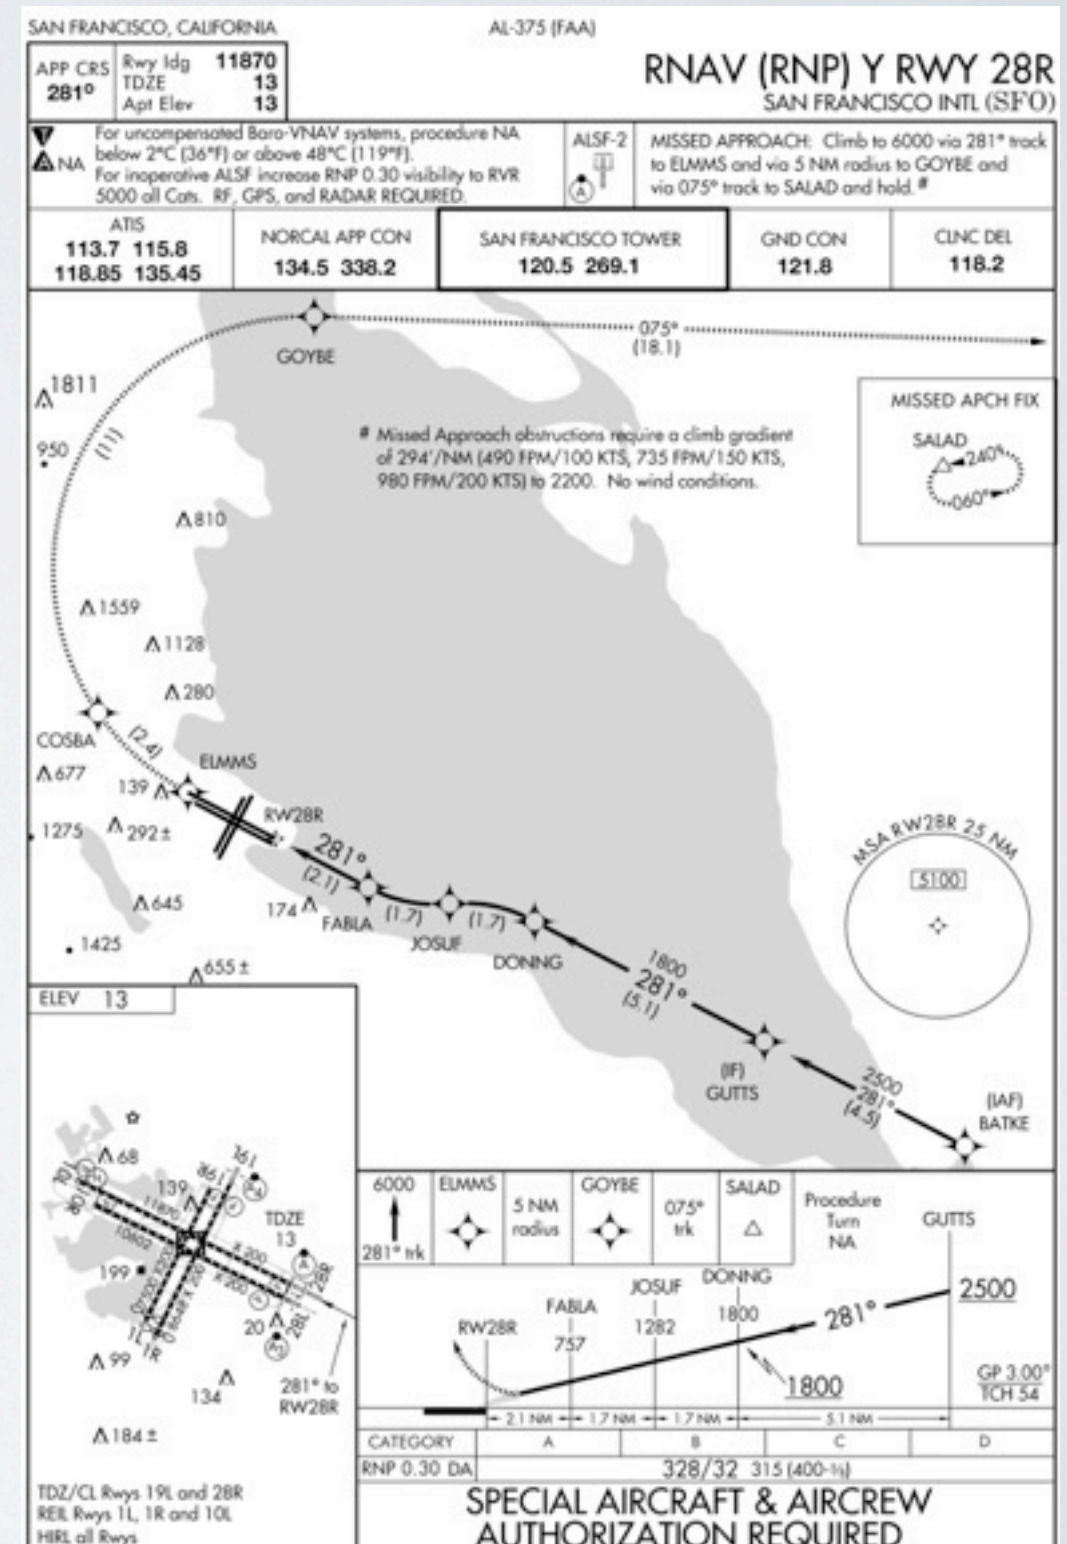 SAN FRANCISCO, CALIFORNIA
AL-375 (FAA)
APP CRS
281°
Rwy ldg 11870
TDZE 13
Apt Elev 13
RNAV (RNP) Y RWY 28R
SAN FRANCISCO INTL (SFO)
T
A NA
For uncompensated Baro-VNAV systems, procedure NA
below 2°C (36°F) or above 48°C (119°F).
For inoperative ALSF increase RNP 0.30 visibility to RVR
5000 all Cats. RF, GPS, and RADAR REQUIRED.
ALSF-2
A
MISSED APPROACH: Climb to 6000 via 281° track
to ELMMS and via 5 NM radius to GOYBE and
via 075° track to SALAD and hold. #
ATIS
113.7 115.8
118.85 135.45
NORCAL APP CON
134.5 338.2
SAN FRANCISCO TOWER
120.5 269.1
GND CON
121.8
CLNC DEL
118.2
GOYBE
075°
(18.1)
1811
950
(11)
# Missed Approach obstructions require a climb gradient
of 294'/NM (490 FPM/100 KTS, 735 FPM/150 KTS,
980 FPM/200 KTS) to 2200. No wind conditions.
MISSED APCH FIX
SALAD
240°
060°
810
1559
1128
280
COSBA
(2.4)
ELMMS
677
139
RW28R
1275
292±
281°
(2.1)
MSA RW28R 25 NM
5100
645
174
FABLA
(1.7)
JOSUF
(1.7)
DONNG
1425
655±
1800
281°
(5.1)
(IF)
GUTTS
2500
281°
(4.5)
(IAF)
BATKE
ELEV 13
68
139
19R
19L
11870
10602
TDZE
13
A
X 200
X 200
28R
28L
199
20
1L
1R
99
134
281° to
RW28R
184±
TDZ/CL Rwys 19L and 28R
REIL Rwys 1L, 1R and 10L
HIRL all Rwys
6000
281° trk
ELMMS
5 NM
radius
GOYBE
075°
trk
SALAD
Procedure
Turn
NA
GUTTS
2500
DONNG
1800
JOSUF
1282
FABLA
757
RW28R
281°
1800
GP 3.00°
TCH 54
2.1 NM
1.7 NM
1.7 NM
5.1 NM
CATEGORY A B C D
RNP 0.30 DA 328/32 315 (400-⅝)
SPECIAL AIRCRAFT & AIRCREW
AUTHORIZATION REQUIRED